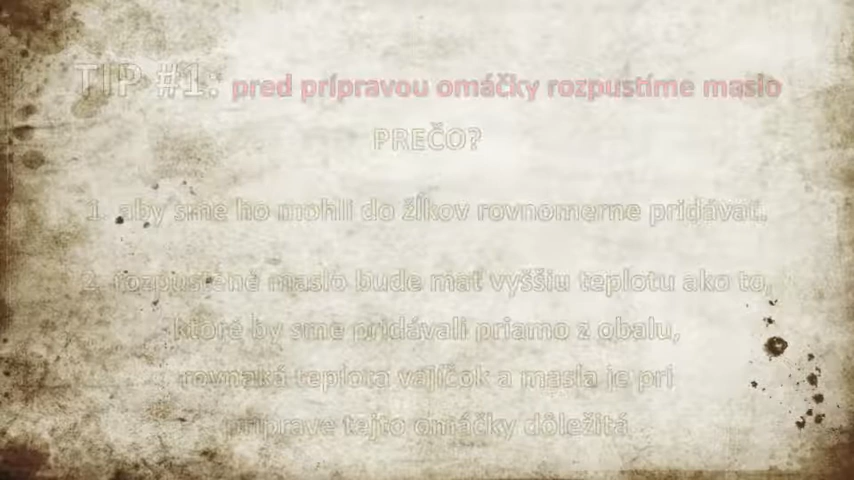 TIP #1: pred prípravou omáčky rozpustíme maslo
PREČO?
1. aby sme ho mohli do žĺkov rovnomerne pridávať.
2. rozpustené maslo bude mať vyššiu teplotu ako to,
ktoré by sme pridávali priamo z obalu,
rovnaká teplota vajíčok a masla je pri
príprave tejto omáčky dôležitá